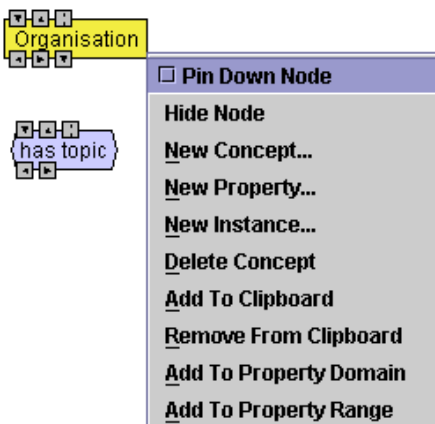 Organisation
Pin Down Node
Hide Node
has topic
New Concept...
New Property...
New Instance...
Delete Concept
Add To Clipboard
Remove From Clipboard
Add To Property Domain
Add To Property Range